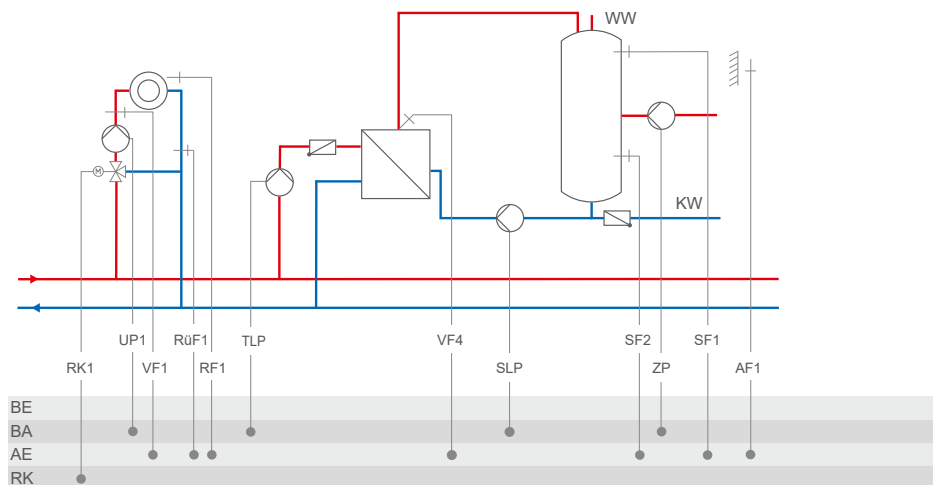 WW
M
KW
UP1 RüF1 TLP VF4 SF2 SF1
RK1 VF1 RF1 SLP ZP AF1
BE
BA
AE
RK